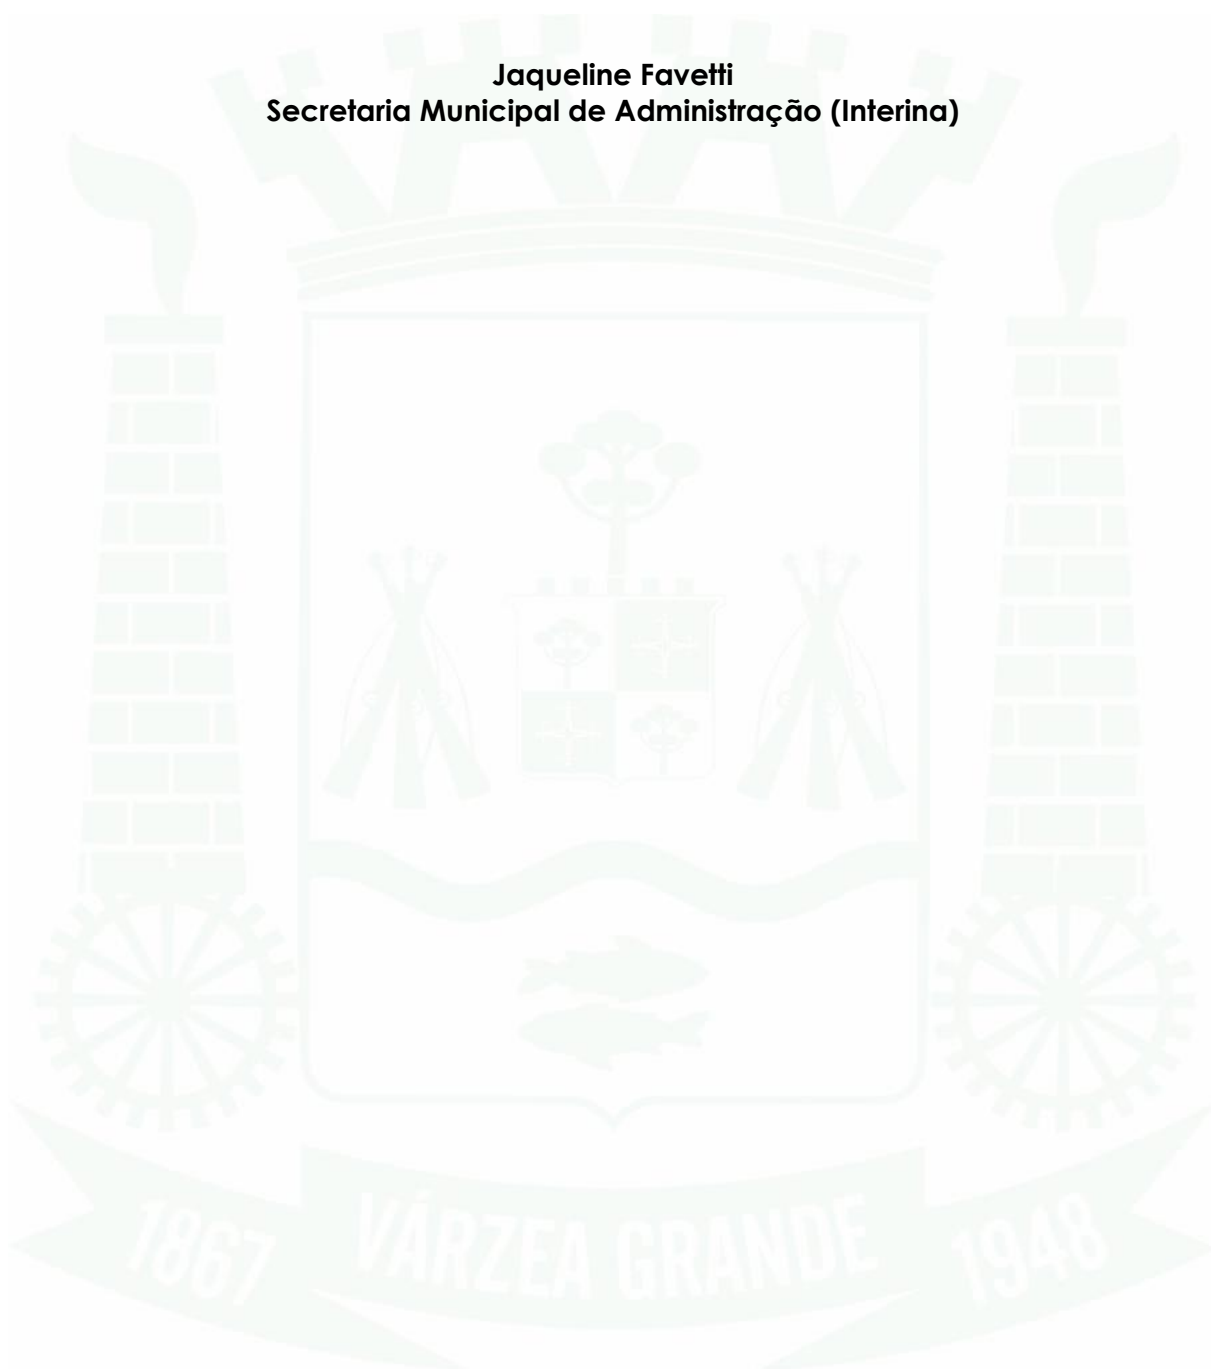 Jaqueline Favetti
Secretaria Municipal de Administração (Interina)
1867 VÁRZEA GRANDE 1948